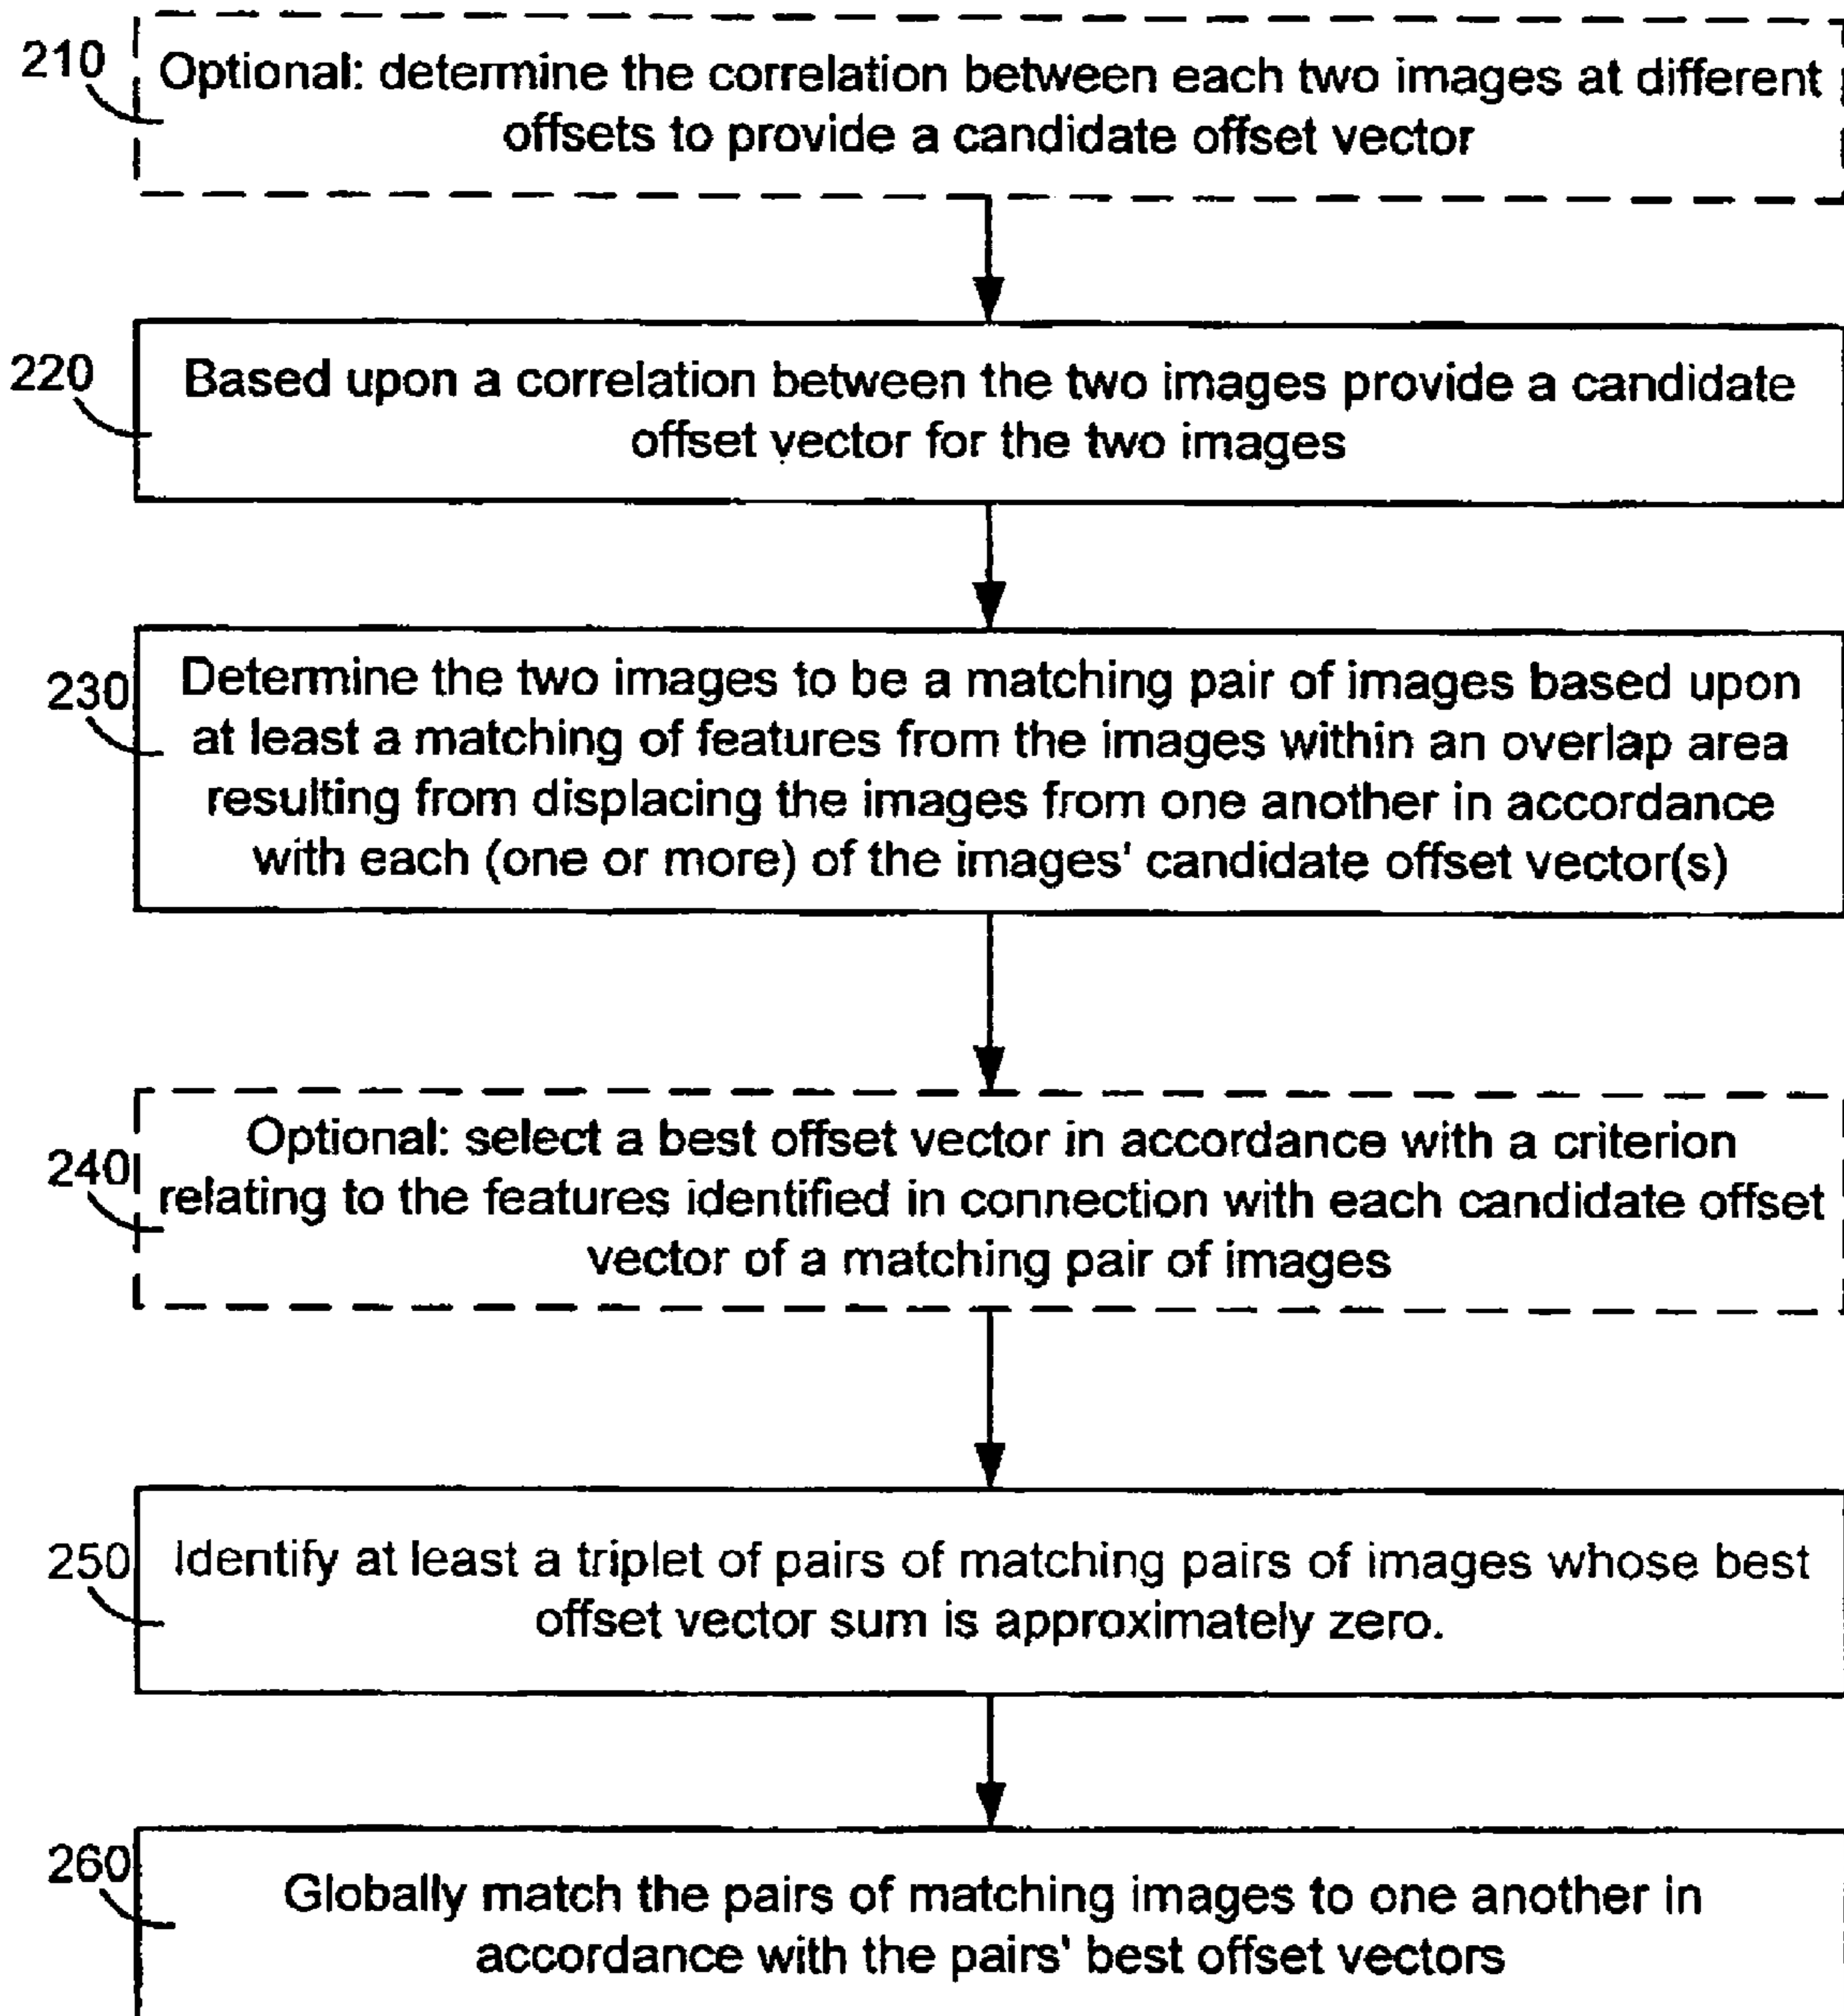 210
Optional: determine the correlation between each two images at different
offsets to provide a candidate offset vector
220
Based upon a correlation between the two images provide a candidate
offset vector for the two images
230
Determine the two images to be a matching pair of images based upon
at least a matching of features from the images within an overlap area
resulting from displacing the images from one another in accordance
with each (one or more) of the images' candidate offset vector(s)
240
Optional: select a best offset vector in accordance with a criterion
relating to the features identified in connection with each candidate offset
vector of a matching pair of images
250
Identify at least a triplet of pairs of matching pairs of images whose best
offset vector sum is approximately zero.
260
Globally match the pairs of matching images to one another in
accordance with the pairs' best offset vectors